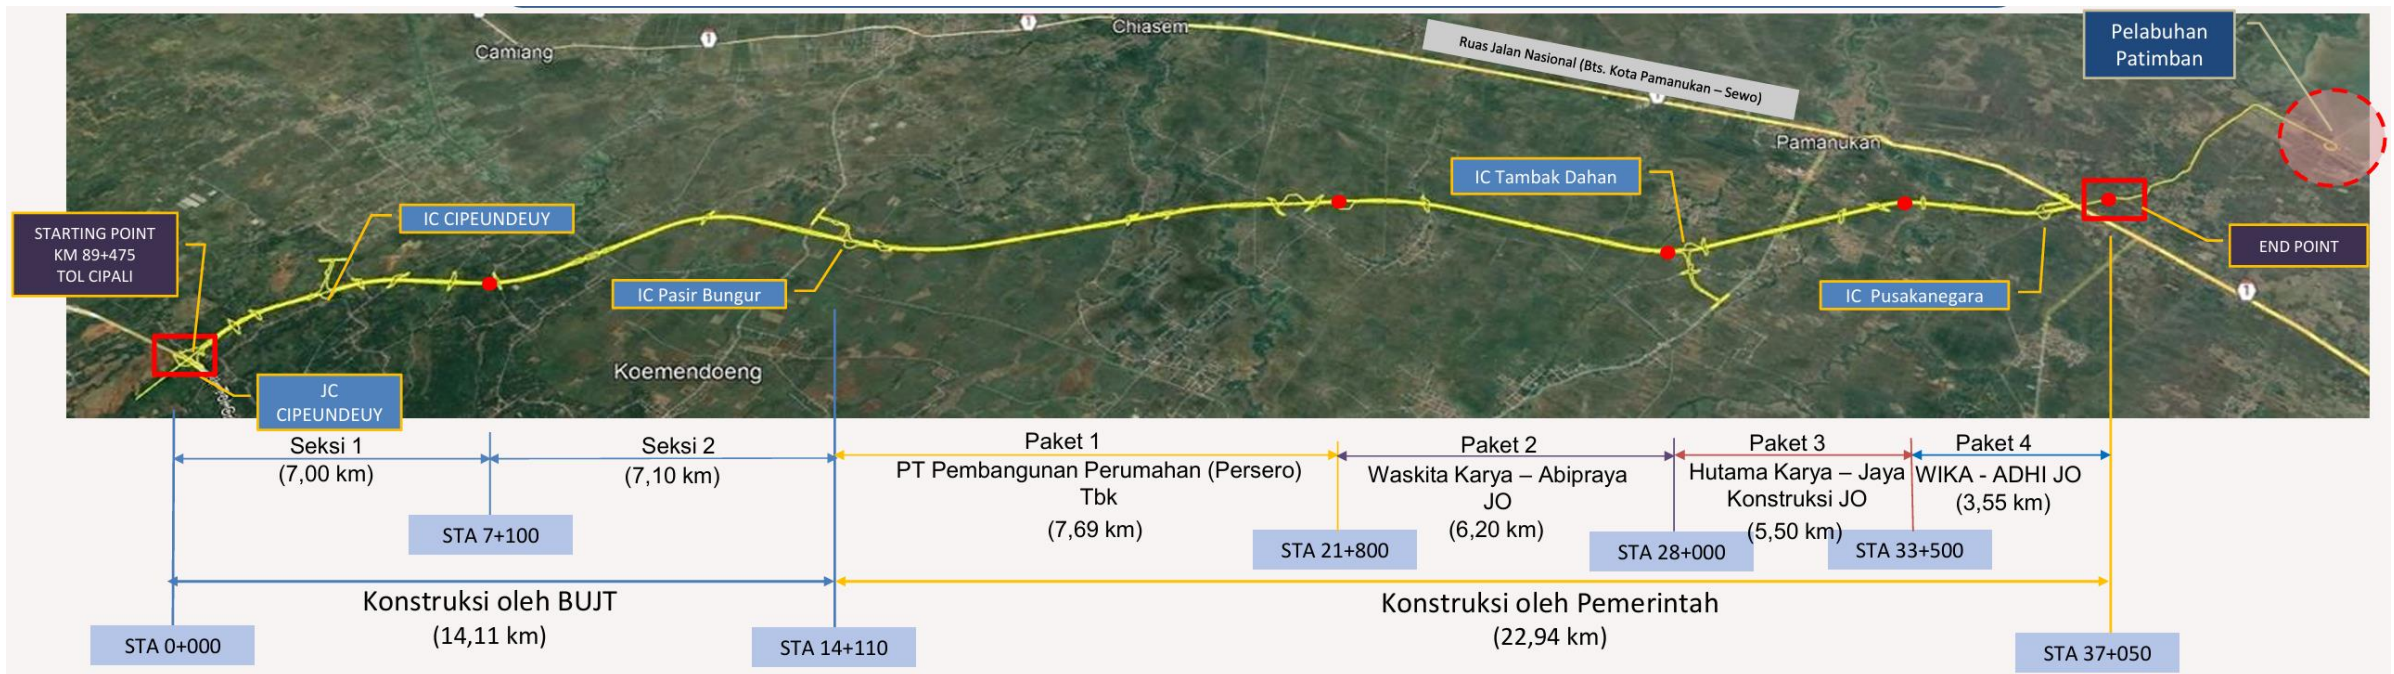 Pelabuhan
Patimban
Chiasem
Camiang
1
1
Ruas Jalan Nasional (Bts. Kota Pamanukan – Sewo)
Pamanukan
IC Tambak Dahan
IC CIPEUNDEUY
STARTING POINT
KM 89+475
TOL CIPALI
END POINT
IC Pasir Bungur
IC Pusakanegara
1
Koemendoeng
JC
CIPEUNDEUY
Seksi 1
(7,00 km)
Seksi 2
(7,10 km)
Paket 1
PT Pembangunan Perumahan (Persero)
Tbk
(7,69 km)
Paket 2
Waskita Karya – Abipraya
JO
(6,20 km)
Paket 3
Hutama Karya – Jaya
Konstruksi JO
(5,50 km)
Paket 4
WIKA - ADHI JO
(3,55 km)
STA 7+100
STA 21+800
STA 28+000
STA 33+500
Konstruksi oleh BUJT
(14,11 km)
Konstruksi oleh Pemerintah
(22,94 km)
STA 0+000
STA 14+110
STA 37+050